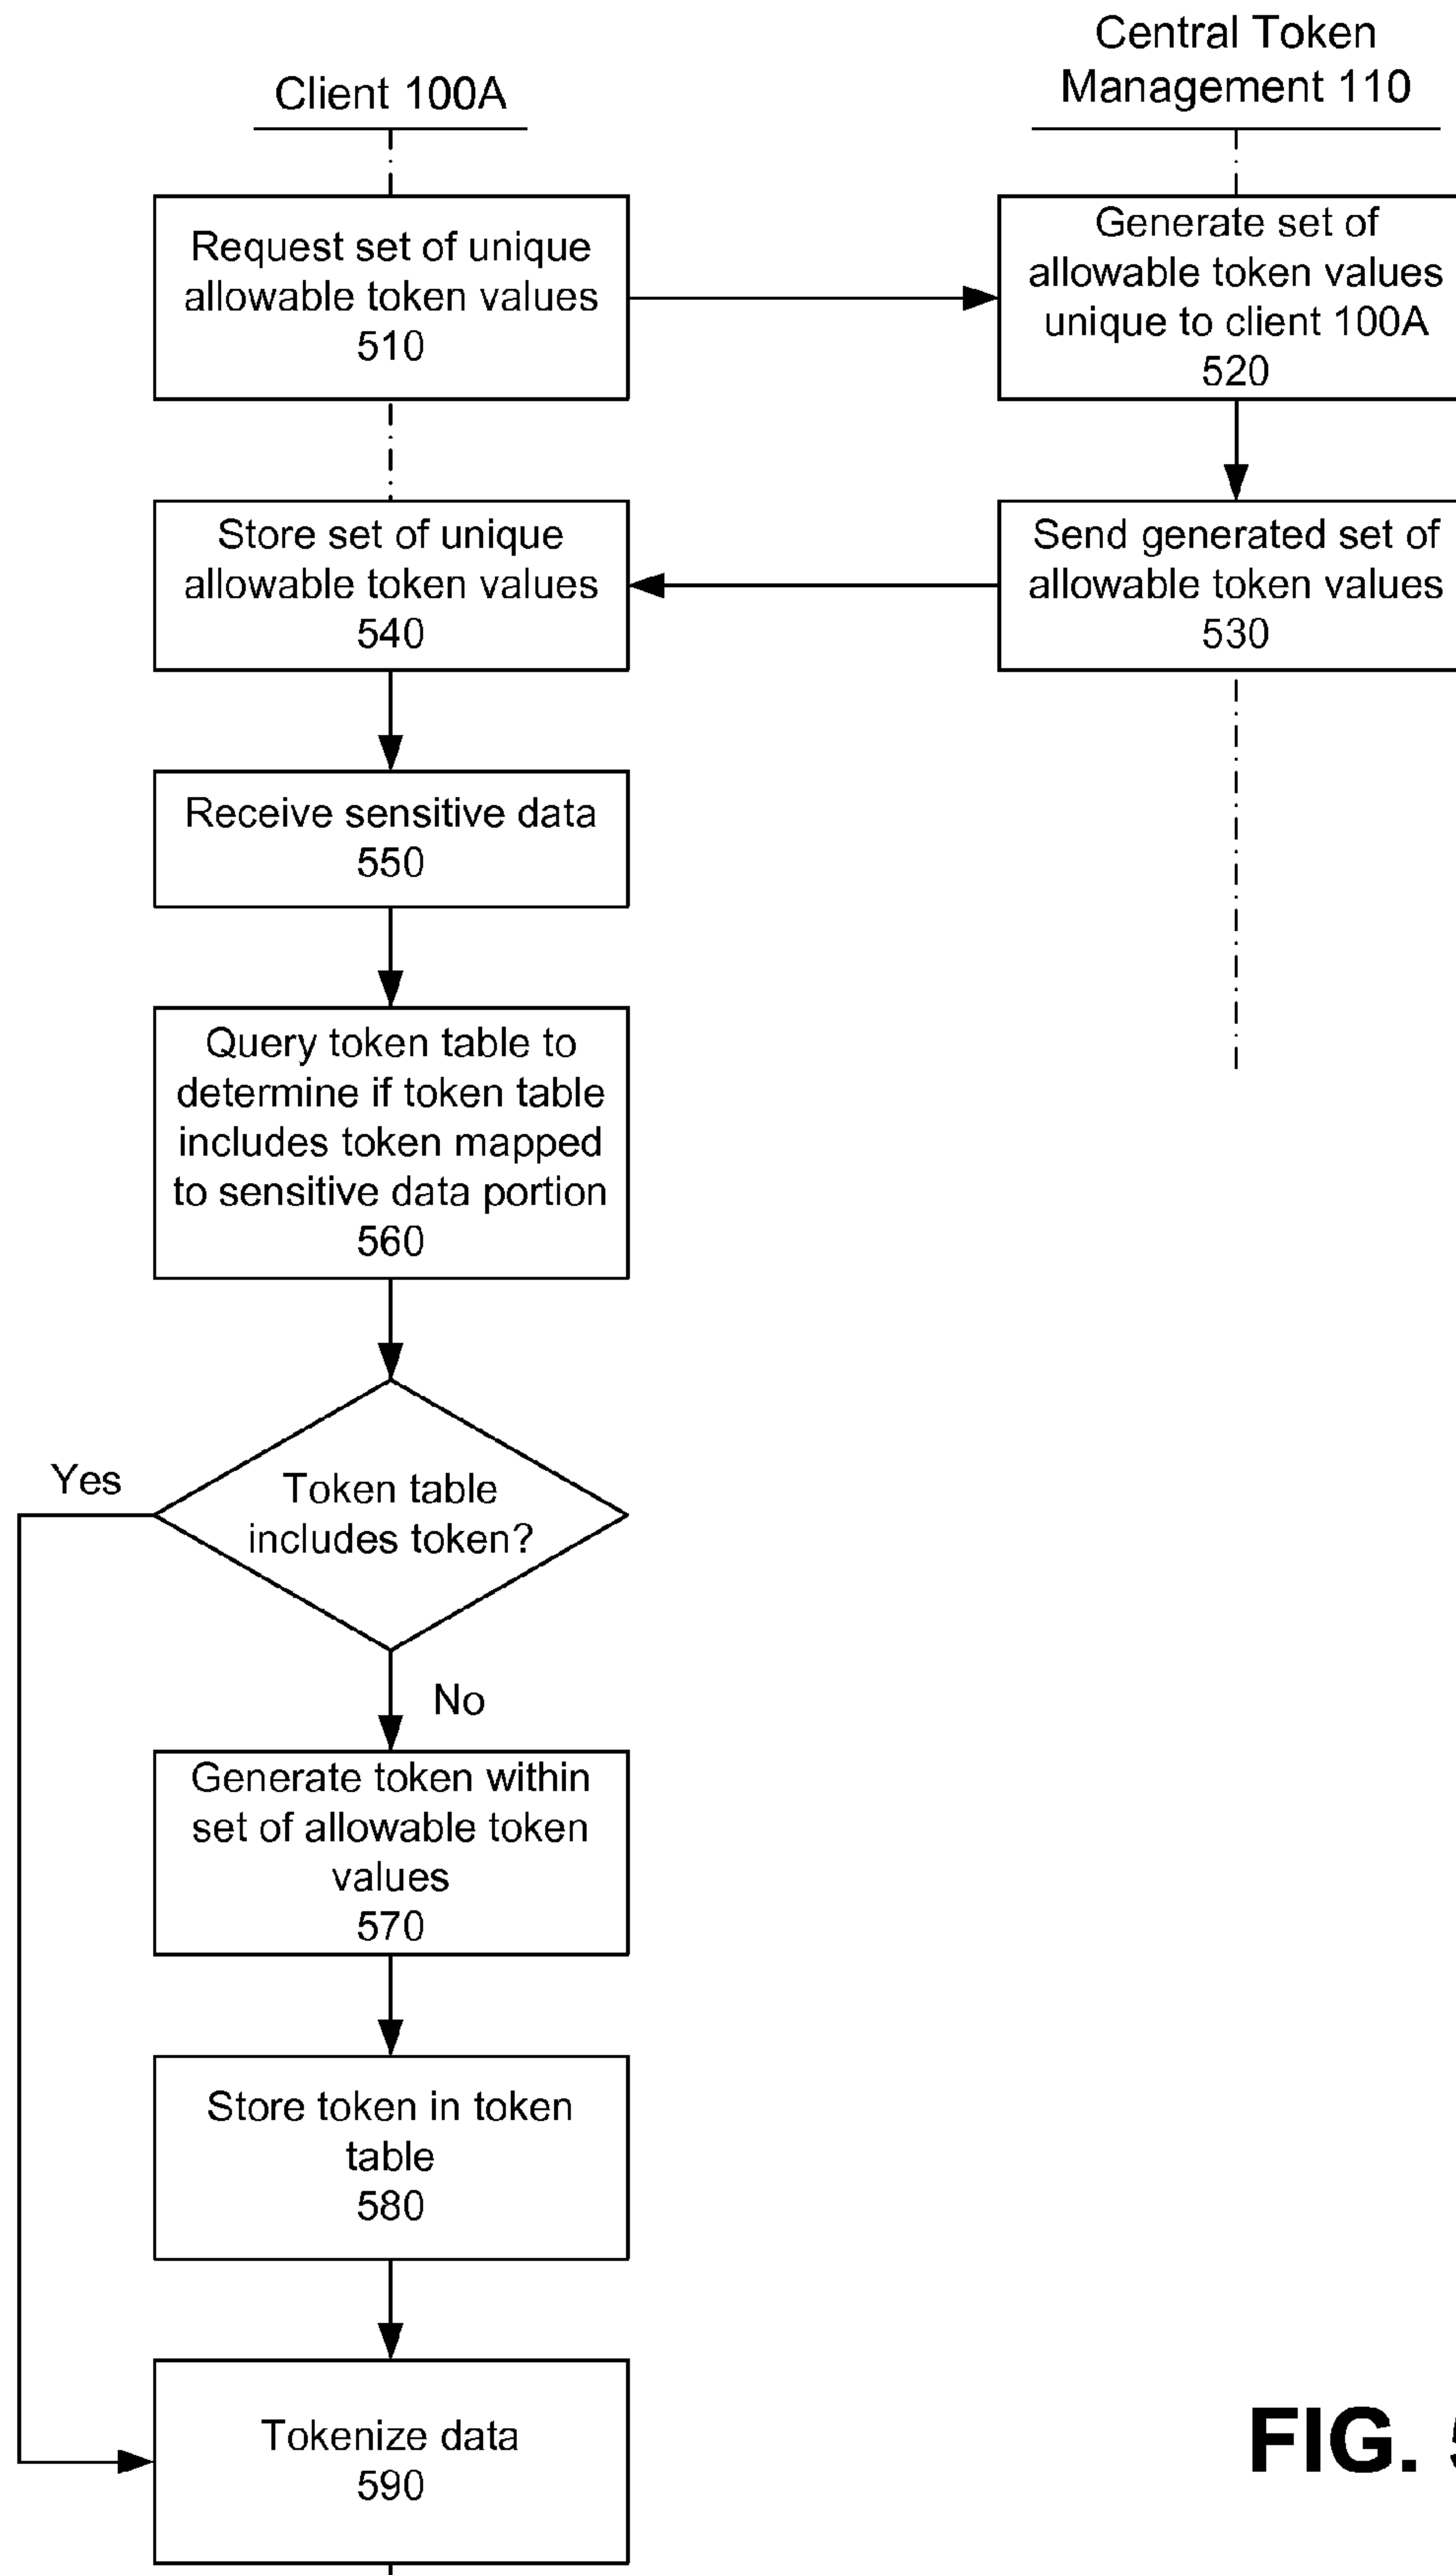 Client 100A
Central Token
Management 110
Request set of unique
allowable token values
510
Generate set of
allowable token values
unique to client 100A
520
Store set of unique
allowable token values
540
Send generated set of
allowable token values
530
Receive sensitive data
550
Query token table to
determine if token table
includes token mapped
to sensitive data portion
560
Token table
includes token?
Yes
No
Generate token within
set of allowable token
values
570
Store token in token
table
580
Tokenize data
590
FIG. 5